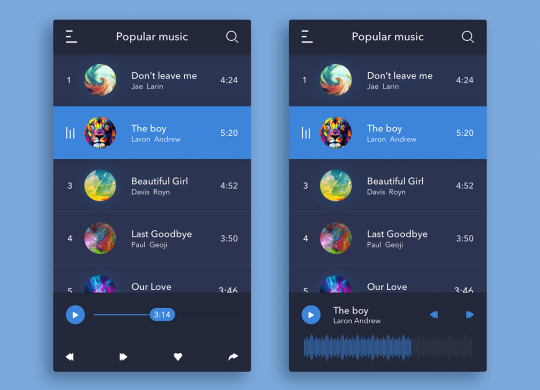 Popular music
1 Don't leave me 4:24
Jae Larin
The boy 5:20
Laron Andrew
3 Beautiful Girl 4:52
Davis Royn
4 Last Goodbye 3:50
Paul Geoji
5 Our Love 3:46
3:14
Popular music
1 Don't leave me 4:24
Jae Larin
The boy 5:20
Laron Andrew
3 Beautiful Girl 4:52
Davis Royn
4 Last Goodbye 3:50
Paul Geoji
5 Our Love 3:46
The boy
Laron Andrew